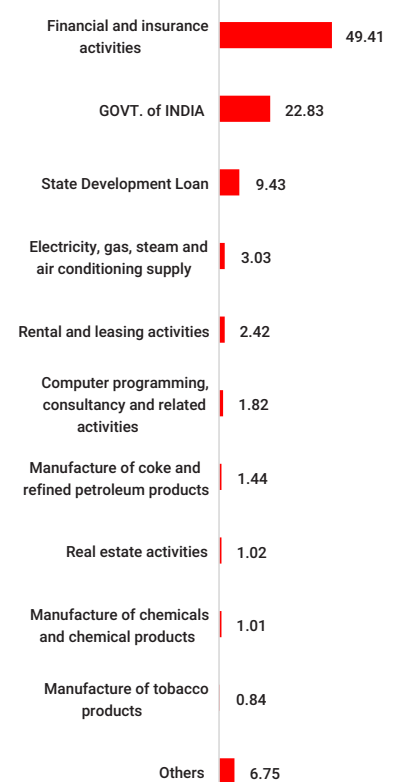 Financial and insurance
activities
49.41
GOVT. of INDIA
22.83
State Development Loan
9.43
Electricity, gas, steam and
air conditioning supply
3.03
Rental and leasing activities
2.42
Computer programming,
consultancy and related
activities
1.82
Manufacture of coke and
refined petroleum products
1.44
Real estate activities
1.02
Manufacture of chemicals
and chemical products
1.01
Manufacture of tobacco
products
0.84
Others
6.75